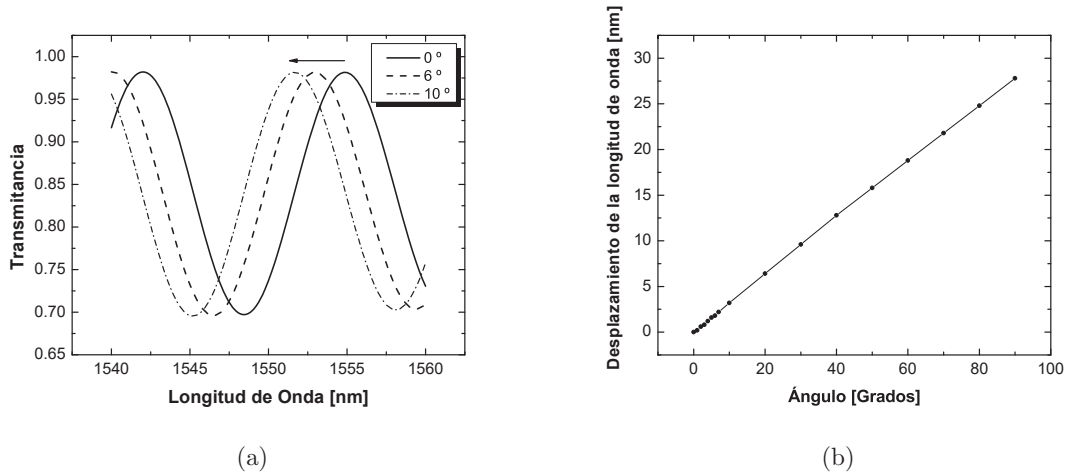 1.00
0.95
0.90
0.85
0.80
0.75
0.70
0.65
Transmitancia
0 º
6 º
10 º
1540
1545
1550
1555
1560
Longitud de Onda [nm]
(a)
30
25
20
15
10
5
0
Desplazamiento de la longitud de onda [nm]
0
20
40
60
80
100
Ángulo [Grados]
(b)